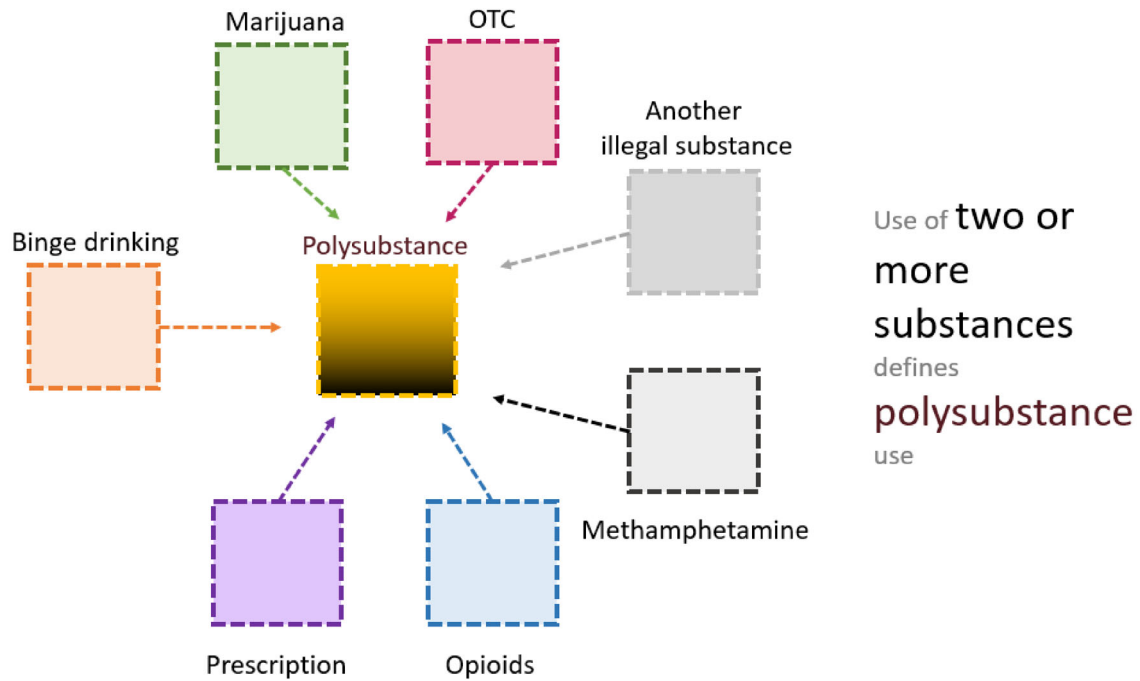 Marijuana
OTC
Another
illegal substance
Binge drinking
Polysubstance
Methamphetamine
Prescription
Opioids
Use of two or
more
substances
defines
polysubstance
use